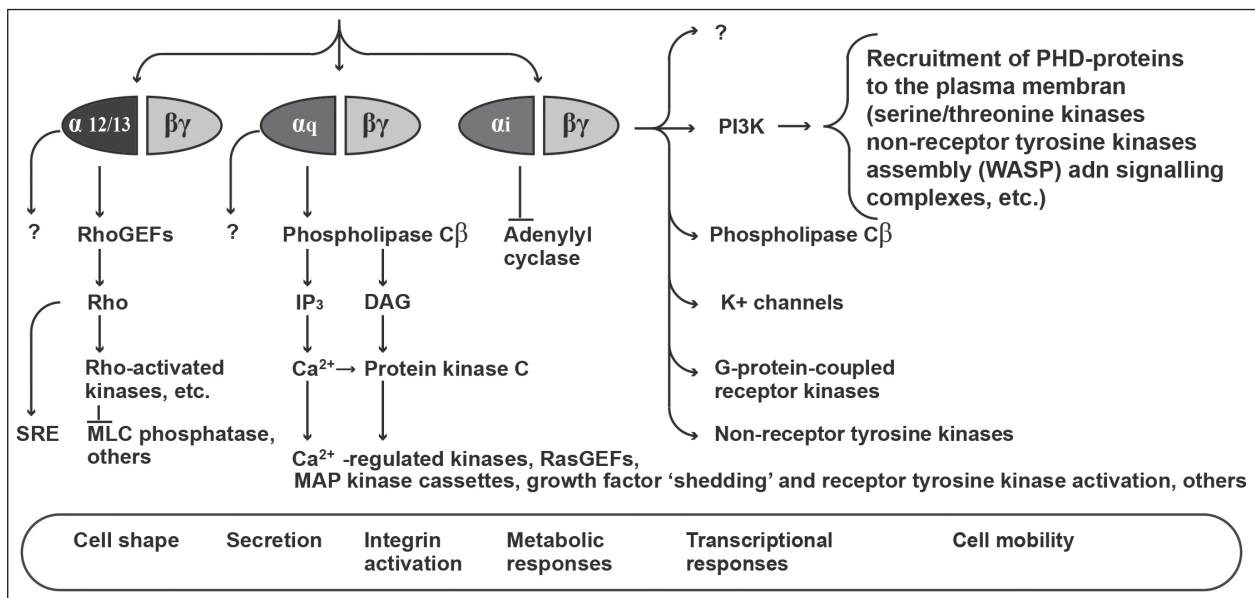 ?
Recruitment of PHD-proteins
to the plasma membran
(serine/threonine kinases
non-receptor tyrosine kinases
assembly (WASP) adn signalling
complexes, etc.)
α 12/13
βγ
αq
βγ
αi
βγ
PI3K
?
RhoGEFs
?
Phospholipase Cβ
Adenylyl
cyclase
Phospholipase Cβ
Rho
IP₃
DAG
K+ channels
Rho-activated
kinases, etc.
Ca²⁺
Protein kinase C
G-protein-coupled
receptor kinases
SRE
MLC phosphatase,
others
Non-receptor tyrosine kinases
Ca²⁺ -regulated kinases, RasGEFs,
MAP kinase cassettes, growth factor ‘shedding’ and receptor tyrosine kinase activation, others
Cell shape
Secretion
Integrin
activation
Metabolic
responses
Transcriptional
responses
Cell mobility